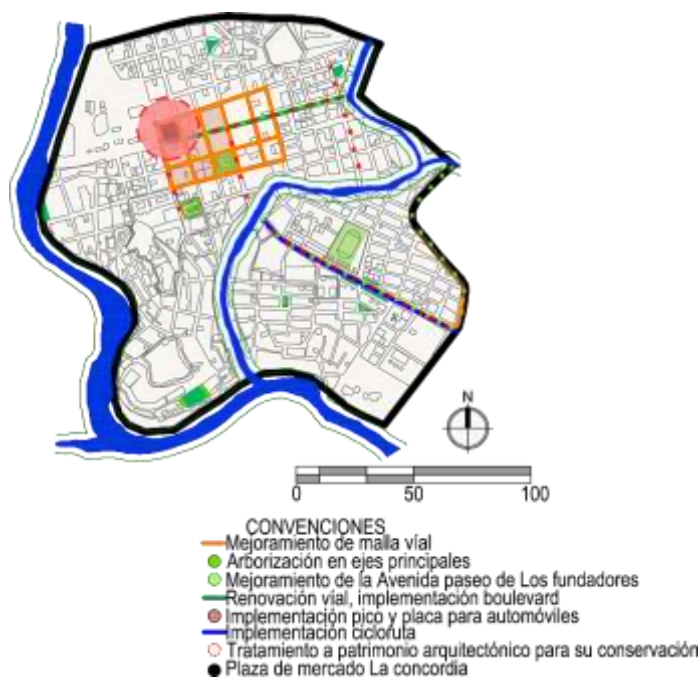 N
0 50 100
CONVENCIONES
Mejoramiento de malla víal
Arborización en ejes principales
Mejoramiento de la Avenida paseo de Los fundadores
Renovación víal, implementación boulevard
Implementación pico y placa para automóviles
Implementación cicloruta
Tratamiento a patrimonio arquitectónico para su conservación
Plaza de mercado La concordia